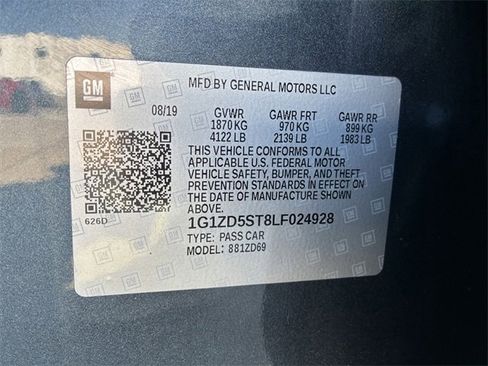 GM
MFD BY GENERAL MOTORS LLC
08/19 GVWR GAWR FRT GAWR RR
1870 KG 970 KG 899 KG
4122 LB 2139 LB 1983 LB
THIS VEHICLE CONFORMS TO ALL
APPLICABLE U.S. FEDERAL MOTOR
VEHICLE SAFETY, BUMPER, AND THEFT
PREVENTION STANDARDS IN EFFECT ON
THE DATE OF MANUFACTURE SHOWN
ABOVE.
626D
1G1ZD5ST8LF024928
TYPE: PASS CAR
MODEL: 881ZD69